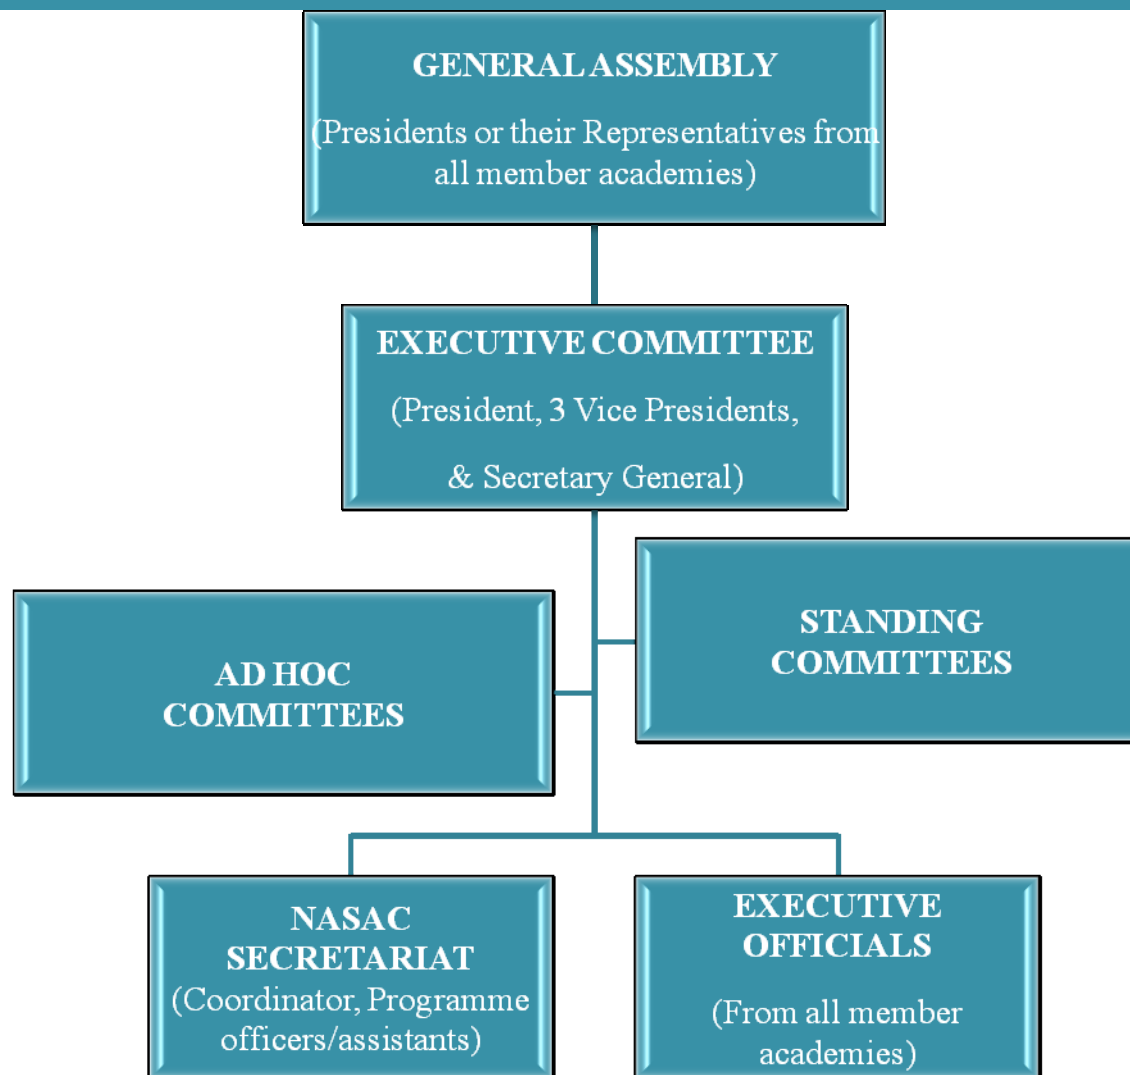 GENERAL ASSEMBLY
(Presidents or their Representatives from
all member academies)
EXECUTIVE COMMITTEE
(President, 3 Vice Presidents,
& Secretary General)
STANDING
COMMITTEES
AD HOC
COMMITTEES
NASAC
SECRETARIAT
(Coordinator, Programme
officers/assistants)
EXECUTIVE
OFFICIALS
(From all member
academies)